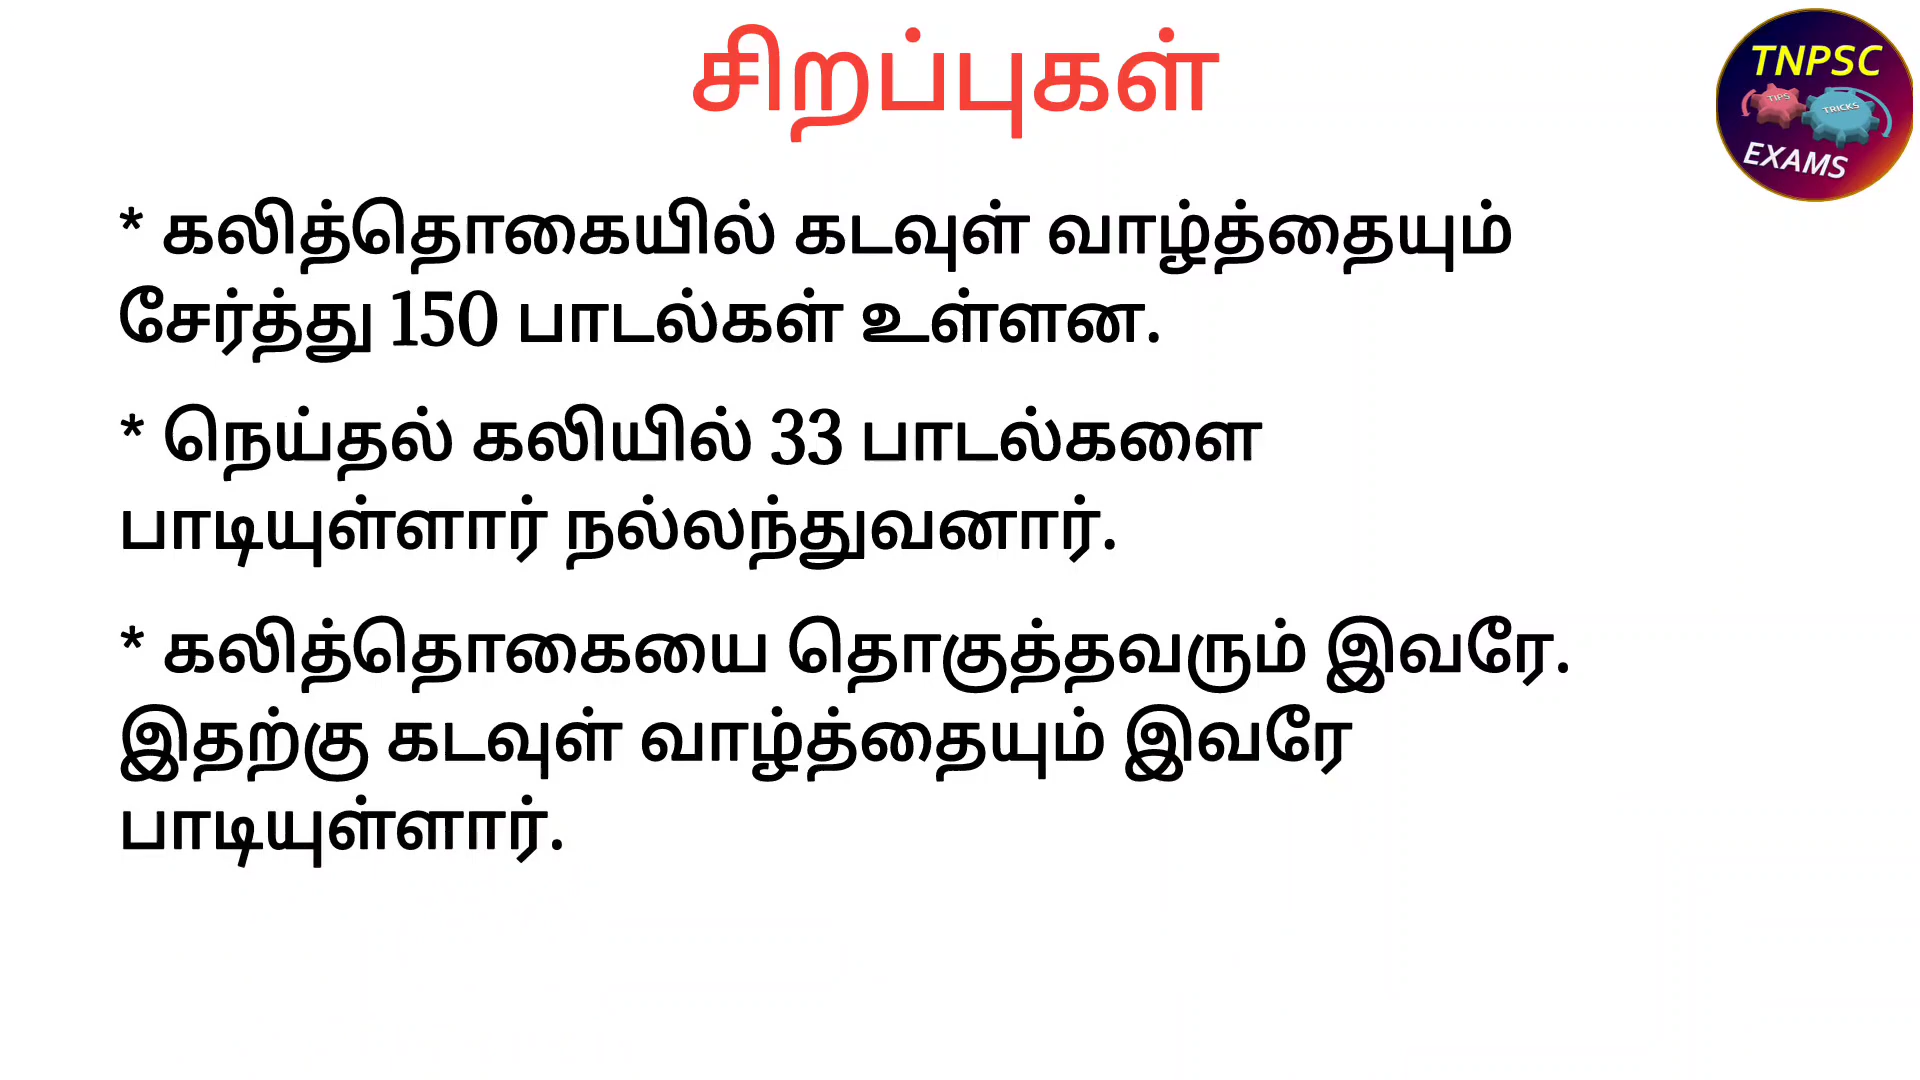 சிறப்புகள்
TNPSC
TIPS
TRICKS
EXAMS
* கலித்தொகையில் கடவுள் வாழ்த்தையும்
சேர்த்து 150 பாடல்கள் உள்ளன.
* நெய்தல் கலியில் 33 பாடல்களை
பாடியுள்ளார் நல்லந்துவனார்.
* கலித்தொகையை தொகுத்தவரும் இவரே.
இதற்கு கடவுள் வாழ்த்தையும் இவரே
பாடியுள்ளார்.